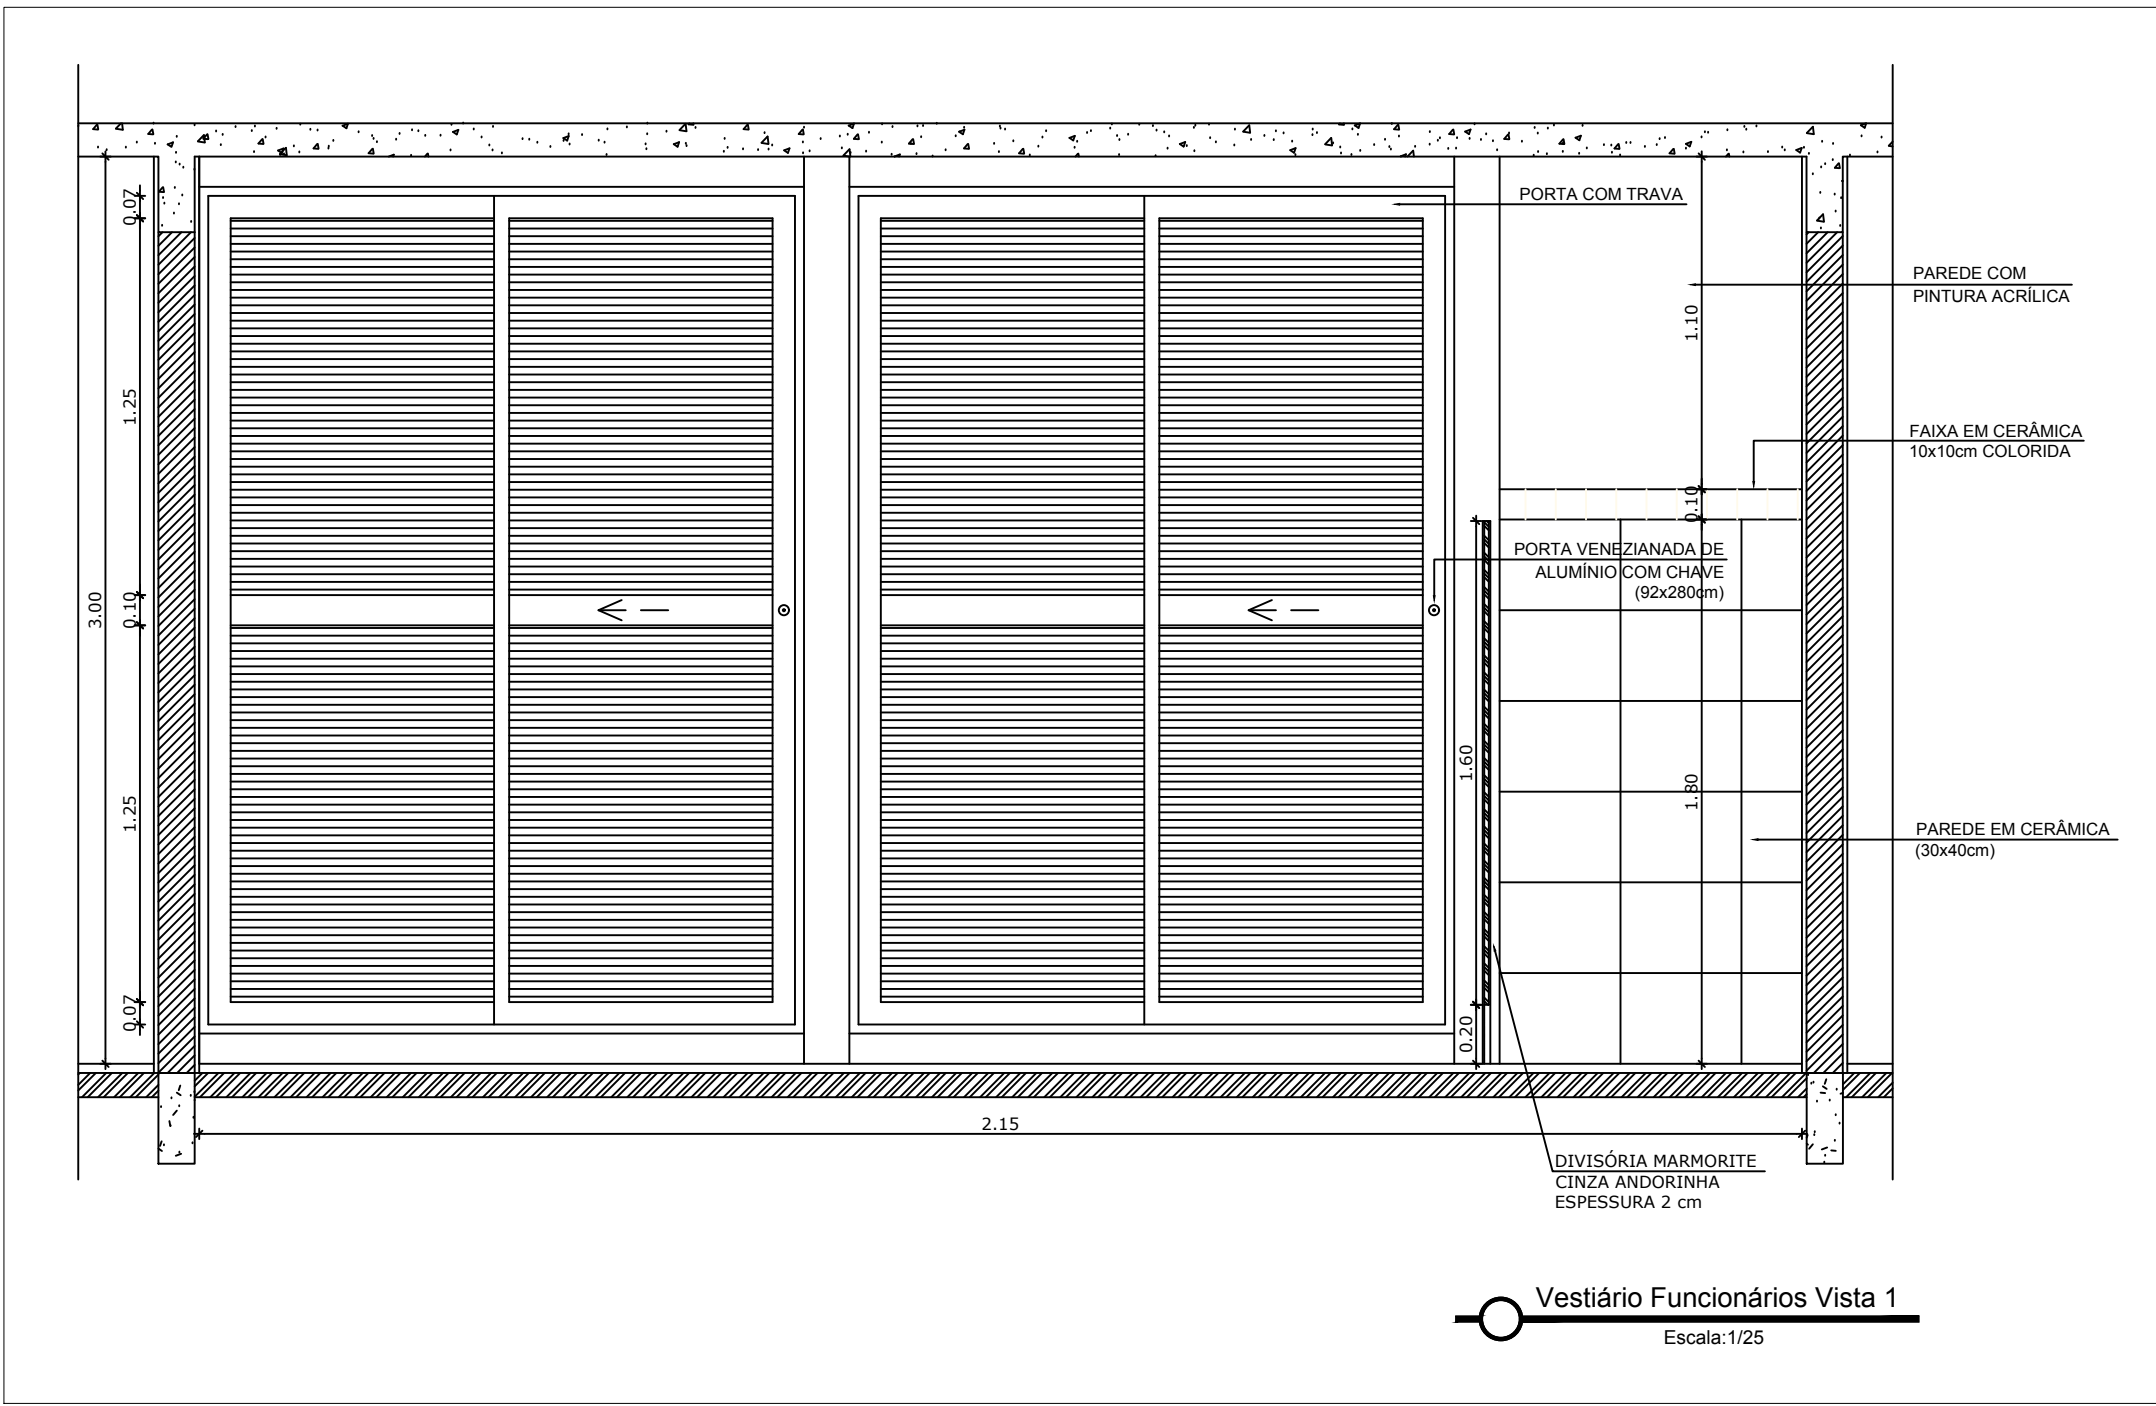 PORTA COM TRAVA
PAREDE COM
PINTURA ACRÍLICA
FAIXA EM CERÂMICA
10x10cm COLORIDA
PORTA VENEZIANADA DE
ALUMÍNIO COM CHAVE
(92x280cm)
PAREDE EM CERÂMICA
(30x40cm)
DIVISÓRIA MARMORITE
CINZA ANDORINHA
ESPESSURA 2 cm
3.00
0.07
1.25
0.10
1.25
0.07
1.60
0.20
1.10
0.10
1.80
2.15
Vestiário Funcionários Vista 1
Escala:1/25